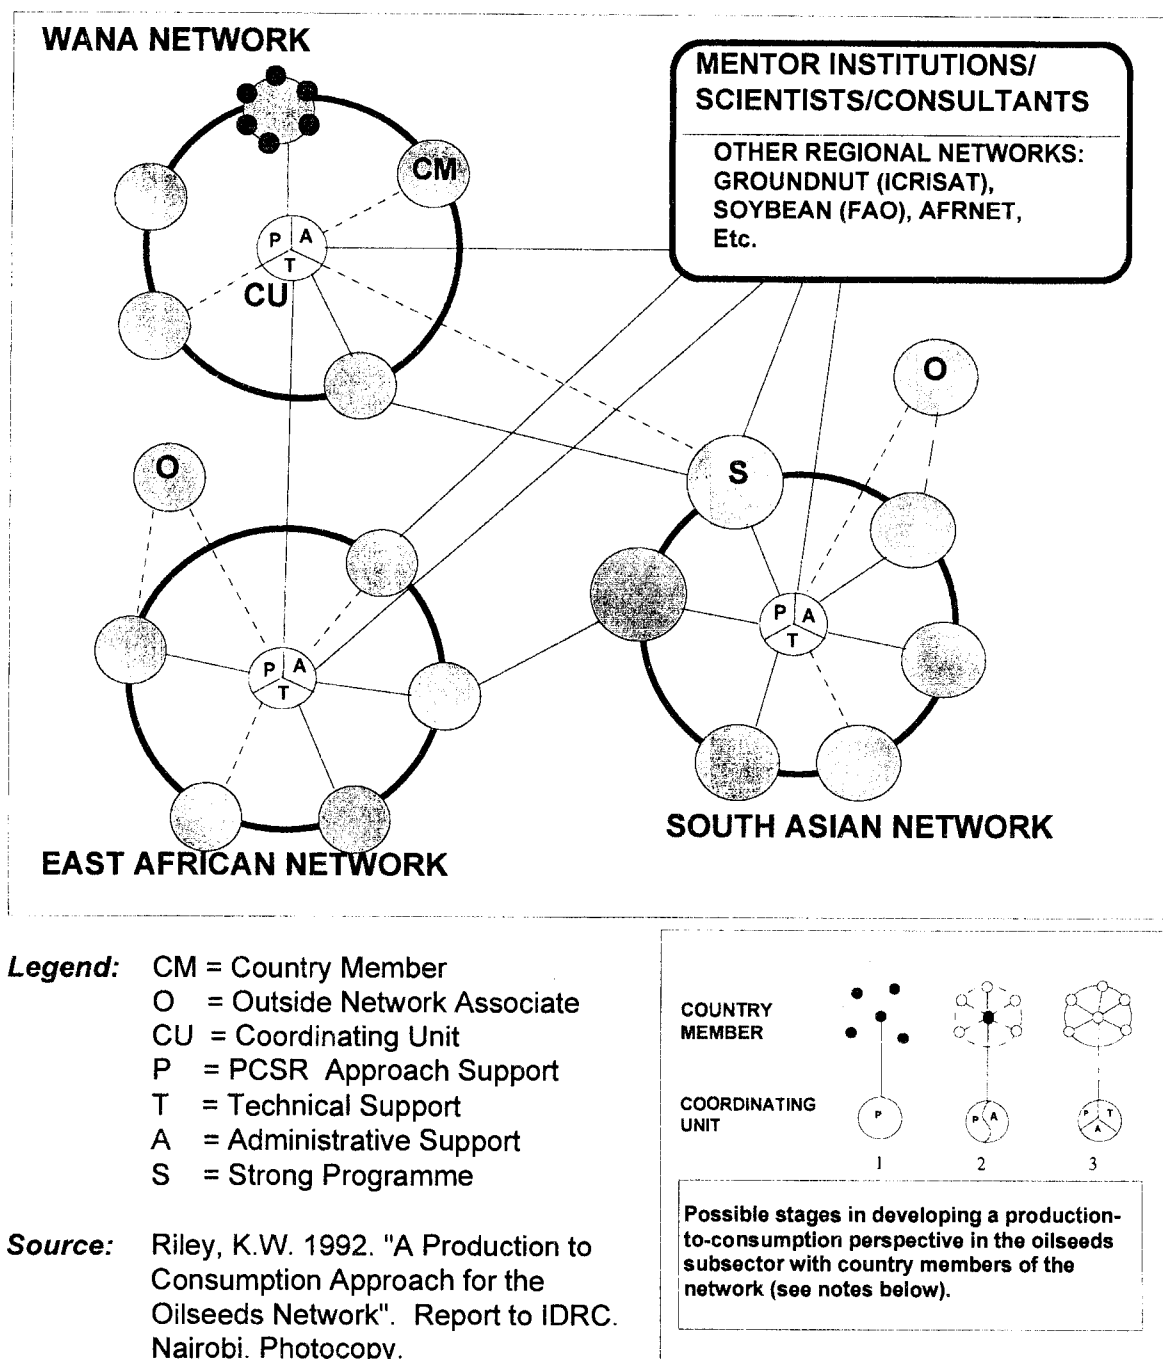 WANA NETWORK
MENTOR INSTITUTIONS/
SCIENTISTS/CONSULTANTS
OTHER REGIONAL NETWORKS:
GROUNDNUT (ICRISAT),
SOYBEAN (FAO), AFRNET,
Etc.
CM
P A
T
CU
O
O
S
P A
T
P A
T
SOUTH ASIAN NETWORK
EAST AFRICAN NETWORK
Legend: CM = Country Member
O = Outside Network Associate
CU = Coordinating Unit
P = PCSR Approach Support
T = Technical Support
A = Administrative Support
S = Strong Programme
Source: Riley, K.W. 1992. "A Production to
Consumption Approach for the
Oilseeds Network". Report to IDRC.
Nairobi. Photocopy.
COUNTRY
MEMBER
COORDINATING
UNIT
P
P A
P T
A
1 2 3
Possible stages in developing a production-
to-consumption perspective in the oilseeds
subsector with country members of the
network (see notes below).